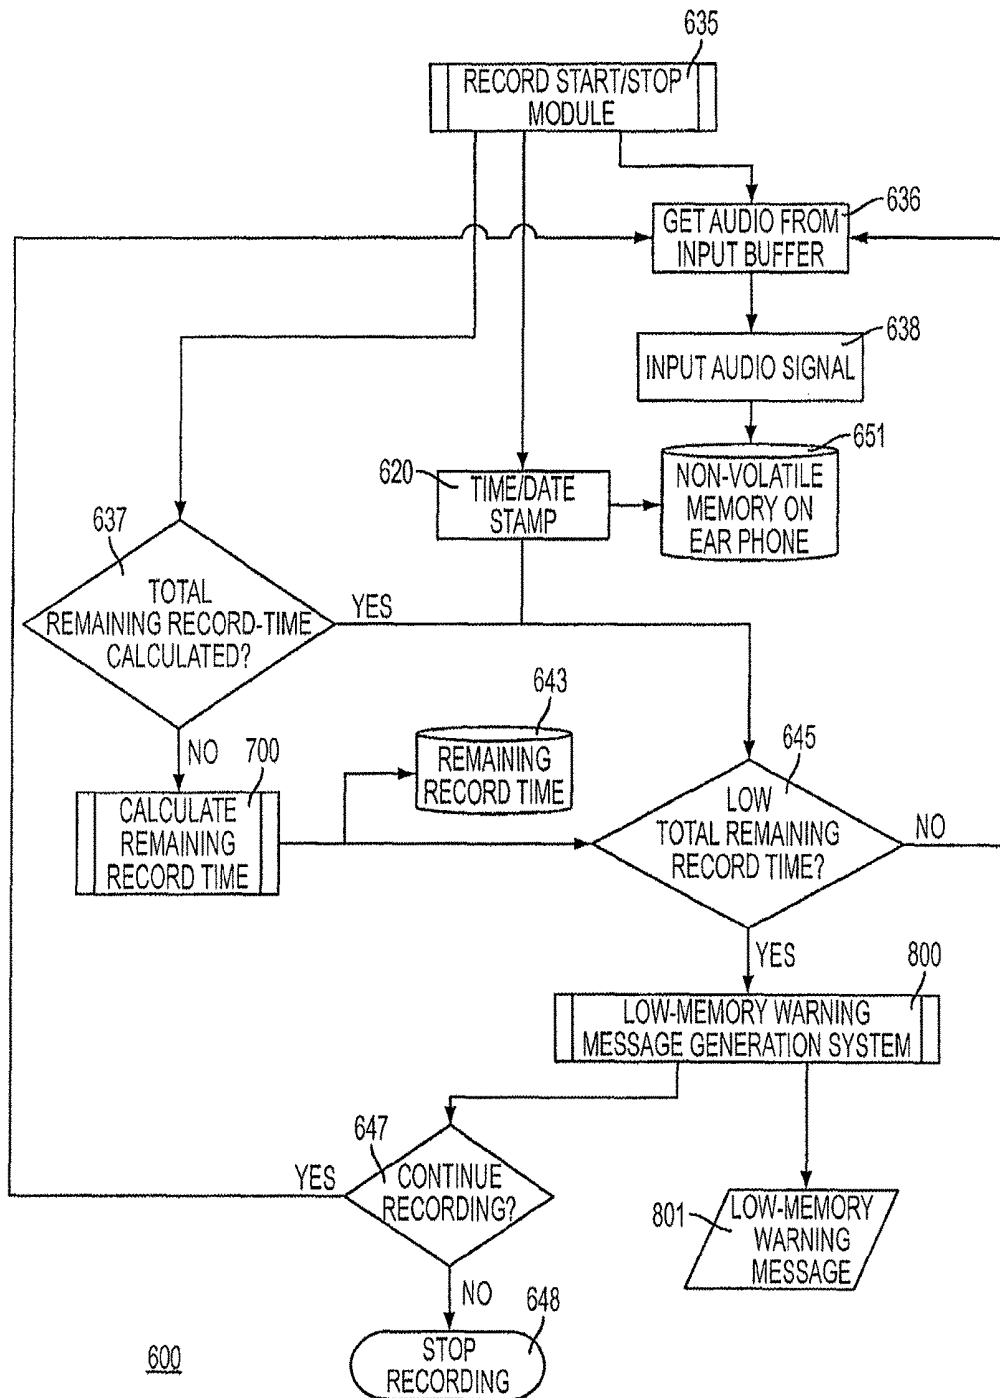 635
RECORD START/STOP
MODULE
636
GET AUDIO FROM
INPUT BUFFER
638
INPUT AUDIO SIGNAL
651
NON-VOLATILE
MEMORY ON
EAR PHONE
620
TIME/DATE
STAMP
637
TOTAL
REMAINING RECORD-TIME
CALCULATED?
YES
NO
700
CALCULATE
REMAINING
RECORD TIME
643
REMAINING
RECORD TIME
645
LOW
TOTAL REMAINING
RECORD TIME?
NO
YES
800
LOW-MEMORY WARNING
MESSAGE GENERATION SYSTEM
647
YES
CONTINUE
RECORDING?
801
LOW-MEMORY
WARNING
MESSAGE
NO
648
STOP
RECORDING
600